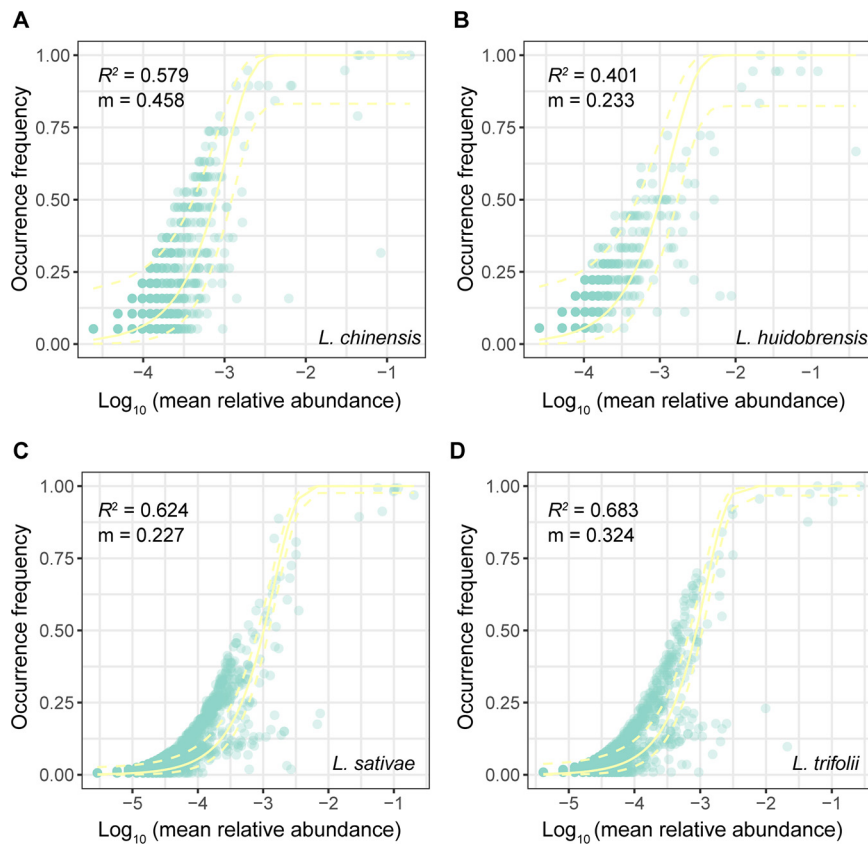 A
R² = 0.579
m = 0.458
1.00
0.75
0.50
0.25
0.00
Occurrence frequency
L. chinensis
−4 −3 −2 −1
Log₁₀ (mean relative abundance)
B
R² = 0.401
m = 0.233
1.00
0.75
0.50
0.25
0.00
Occurrence frequency
L. huidobrensis
−4 −3 −2 −1
Log₁₀ (mean relative abundance)
C
R² = 0.624
m = 0.227
1.00
0.75
0.50
0.25
0.00
Occurrence frequency
L. sativae
−5 −4 −3 −2 −1
Log₁₀ (mean relative abundance)
D
R² = 0.683
m = 0.324
1.00
0.75
0.50
0.25
0.00
Occurrence frequency
L. trifolii
−5 −4 −3 −2 −1
Log₁₀ (mean relative abundance)